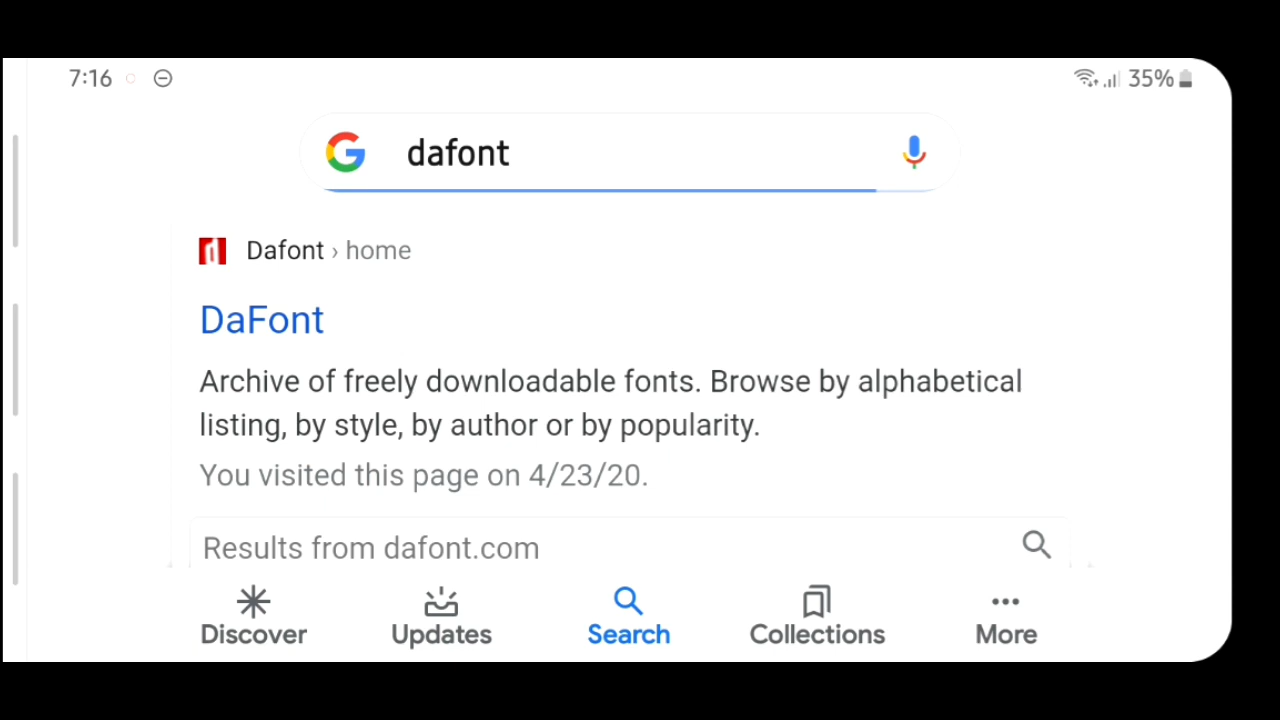 7:16
35%
dafont
Dafont › home
DaFont
Archive of freely downloadable fonts. Browse by alphabetical
listing, by style, by author or by popularity.
You visited this page on 4/23/20.
Results from dafont.com
Discover
Updates
Search
Collections
More